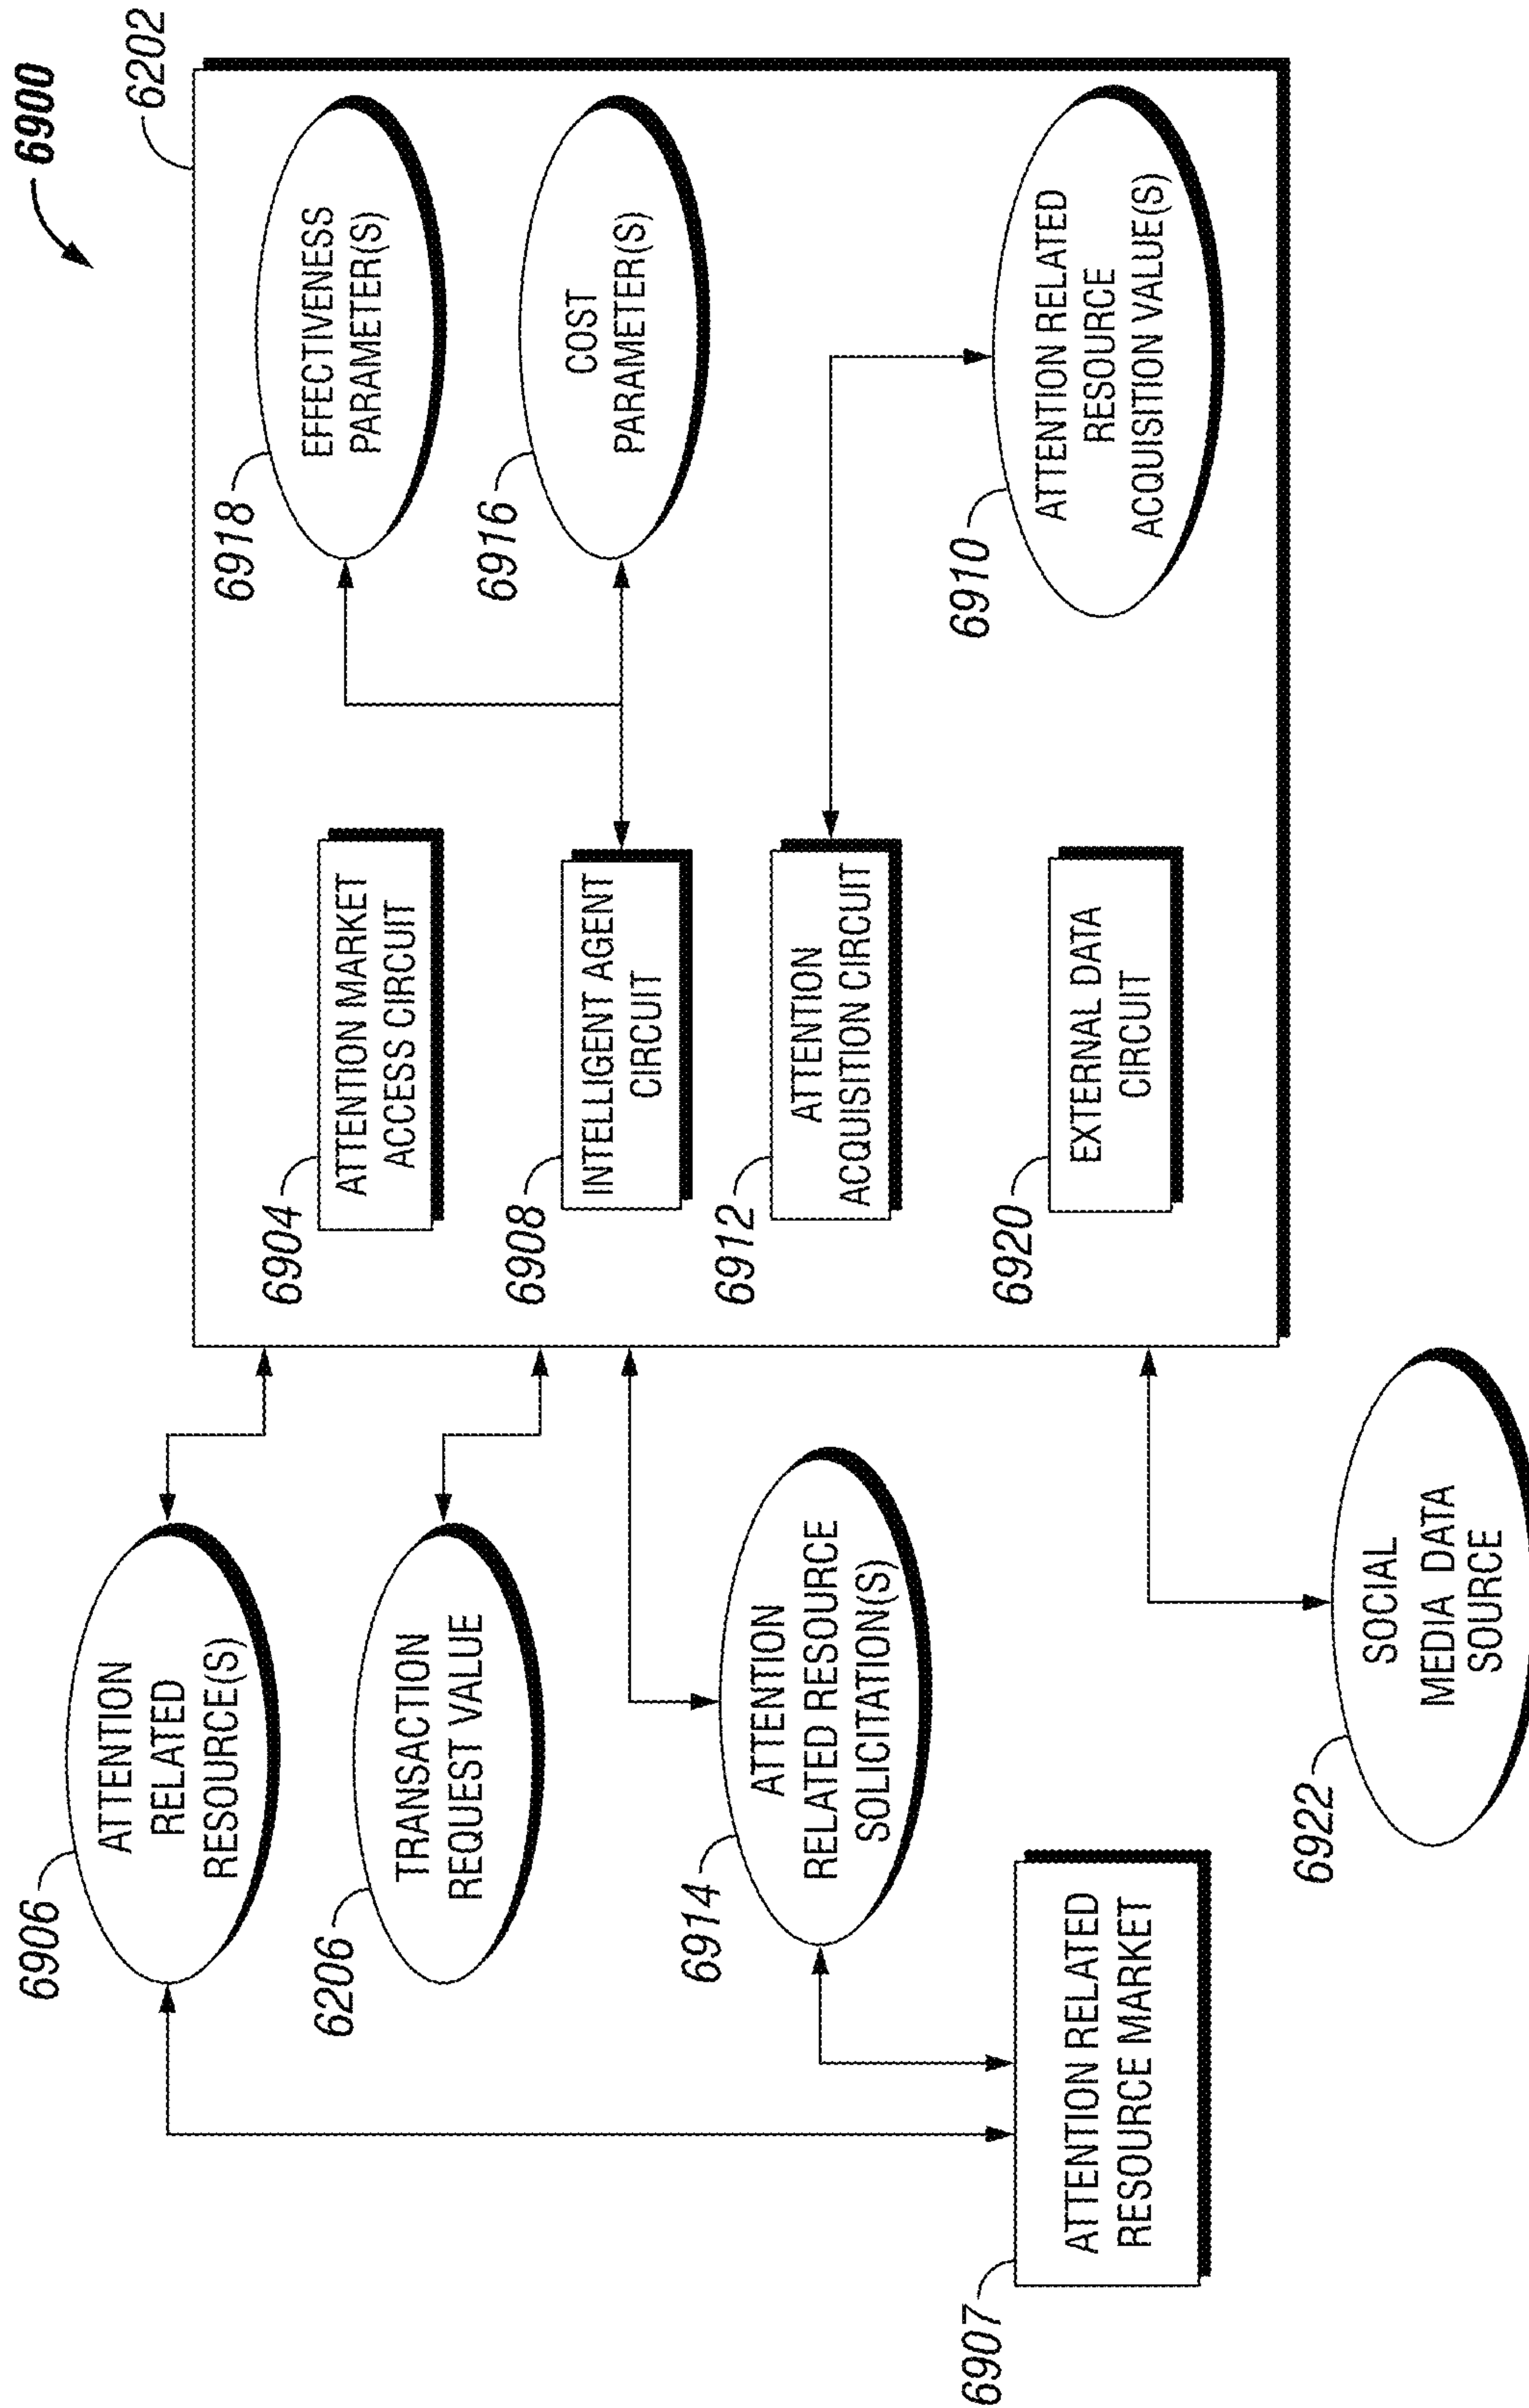 6900
6202
6906
ATTENTION
RELATED
RESOURCE(S)
6206
TRANSACTION
REQUEST VALUE
6914
ATTENTION
RELATED RESOURCE
SOLICITATION(S)
6907
ATTENTION RELATED
RESOURCE MARKET
6922
SOCIAL
MEDIA DATA
SOURCE
6904
ATTENTION MARKET
ACCESS CIRCUIT
6908
INTELLIGENT AGENT
CIRCUIT
6912
ATTENTION
ACQUISITION CIRCUIT
6920
EXTERNAL DATA
CIRCUIT
6918
EFFECTIVENESS
PARAMETER(S)
6916
COST
PARAMETER(S)
6910
ATTENTION RELATED
RESOURCE
ACQUISITION VALUE(S)